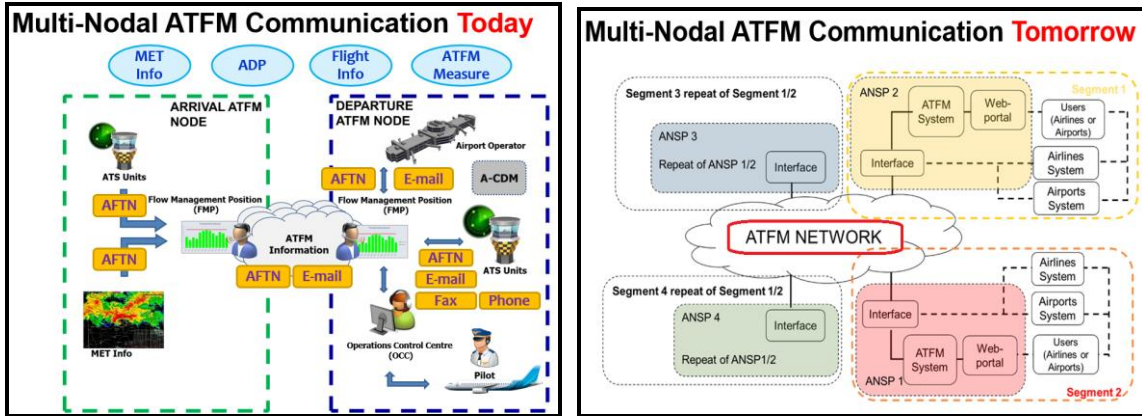 Multi-Nodal ATFM Communication Today
MET
Info
ADP
Flight
Info
ATFM
Measure
ARRIVAL ATFM
NODE
ATS Units
AFTN
Flow Management Position
(FMP)
AFTN
MET Info
DEPARTURE
ATFM NODE
Airport Operator
AFTN
E-mail
A-CDM
Flow Management Position
(FMP)
ATFM
Information
AFTN
E-mail
ATS Units
AFTN
E-mail
Fax
Phone
Operations Control Centre
(OCC)
Pilot
Multi-Nodal ATFM Communication Tomorrow
Segment 3 repeat of Segment 1/2
ANSP 3
Repeat of ANSP 1/2
Interface
Segment 1
ANSP 2
ATFM
System
Web-
portal
Users
(Airlines or
Airports)
Interface
Airlines
System
Airports
System
ATFM NETWORK
Segment 4 repeat of Segment 1/2
ANSP 4
Interface
Repeat of ANSP1/2
Airlines
System
Interface
Airports
System
ATFM
System
Web-
portal
Users
(Airlines or
Airports)
ANSP 1
Segment 2